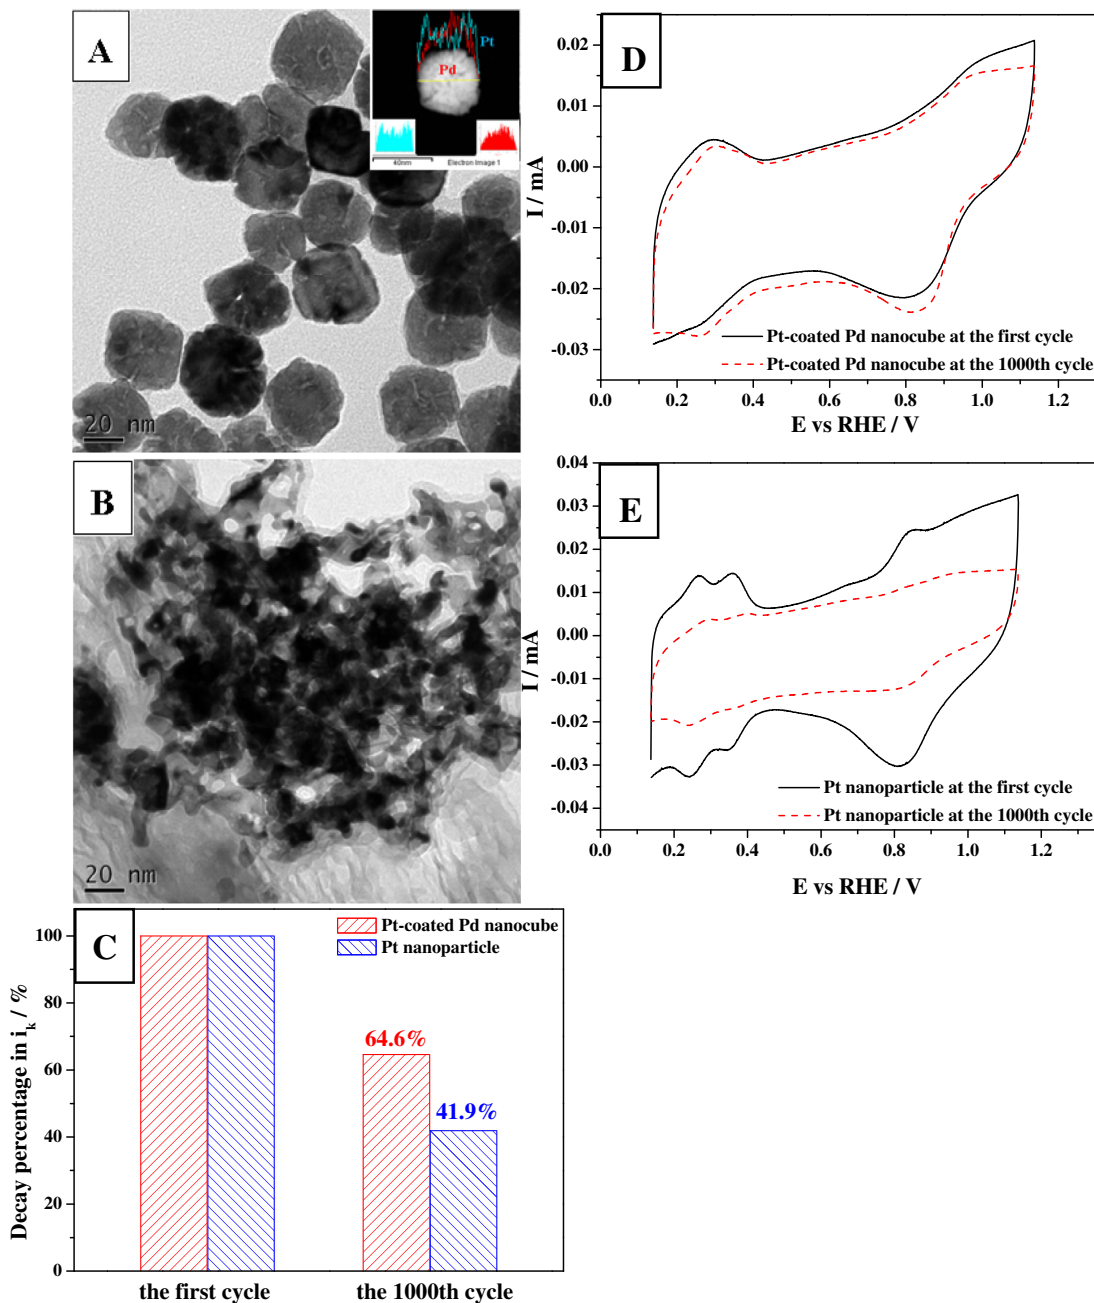 A
Pt
Pd
40nm
Electron Image 1
20 nm
B
20 nm
C
Pt-coated Pd nanocube
Pt nanoparticle
100
80
60
40
20
0
64.6%
41.9%
Decay percentage in i_k / %
the first cycle
the 1000th cycle
D
0.02
0.01
0.00
-0.01
-0.02
-0.03
I / mA
Pt-coated Pd nanocube at the first cycle
Pt-coated Pd nanocube at the 1000th cycle
0.0 0.2 0.4 0.6 0.8 1.0 1.2
E vs RHE / V
E
0.04
0.03
0.02
0.01
0.00
-0.01
-0.02
-0.03
-0.04
I / mA
Pt nanoparticle at the first cycle
Pt nanoparticle at the 1000th cycle
0.0 0.2 0.4 0.6 0.8 1.0 1.2
E vs RHE / V